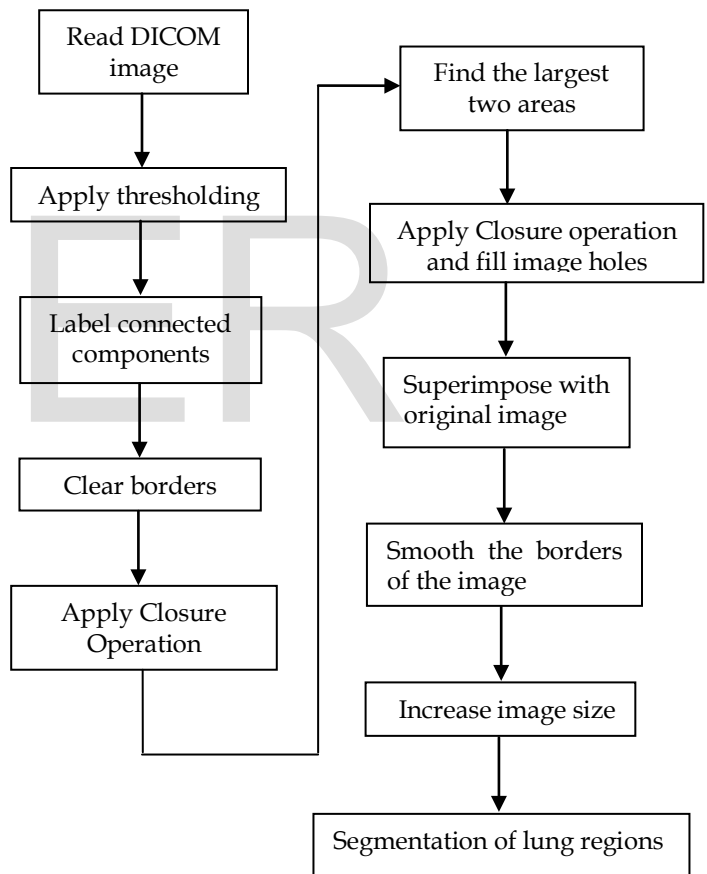 Read DICOM
image
Apply thresholding
Label connected
components
Clear borders
Apply Closure
Operation
Find the largest
two areas
Apply Closure operation
and fill image holes
Superimpose with
original image
Smooth the borders
of the image
Increase image size
Segmentation of lung regions
ER